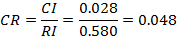 CR = CI/RI = 0.028/0.580 = 0.048